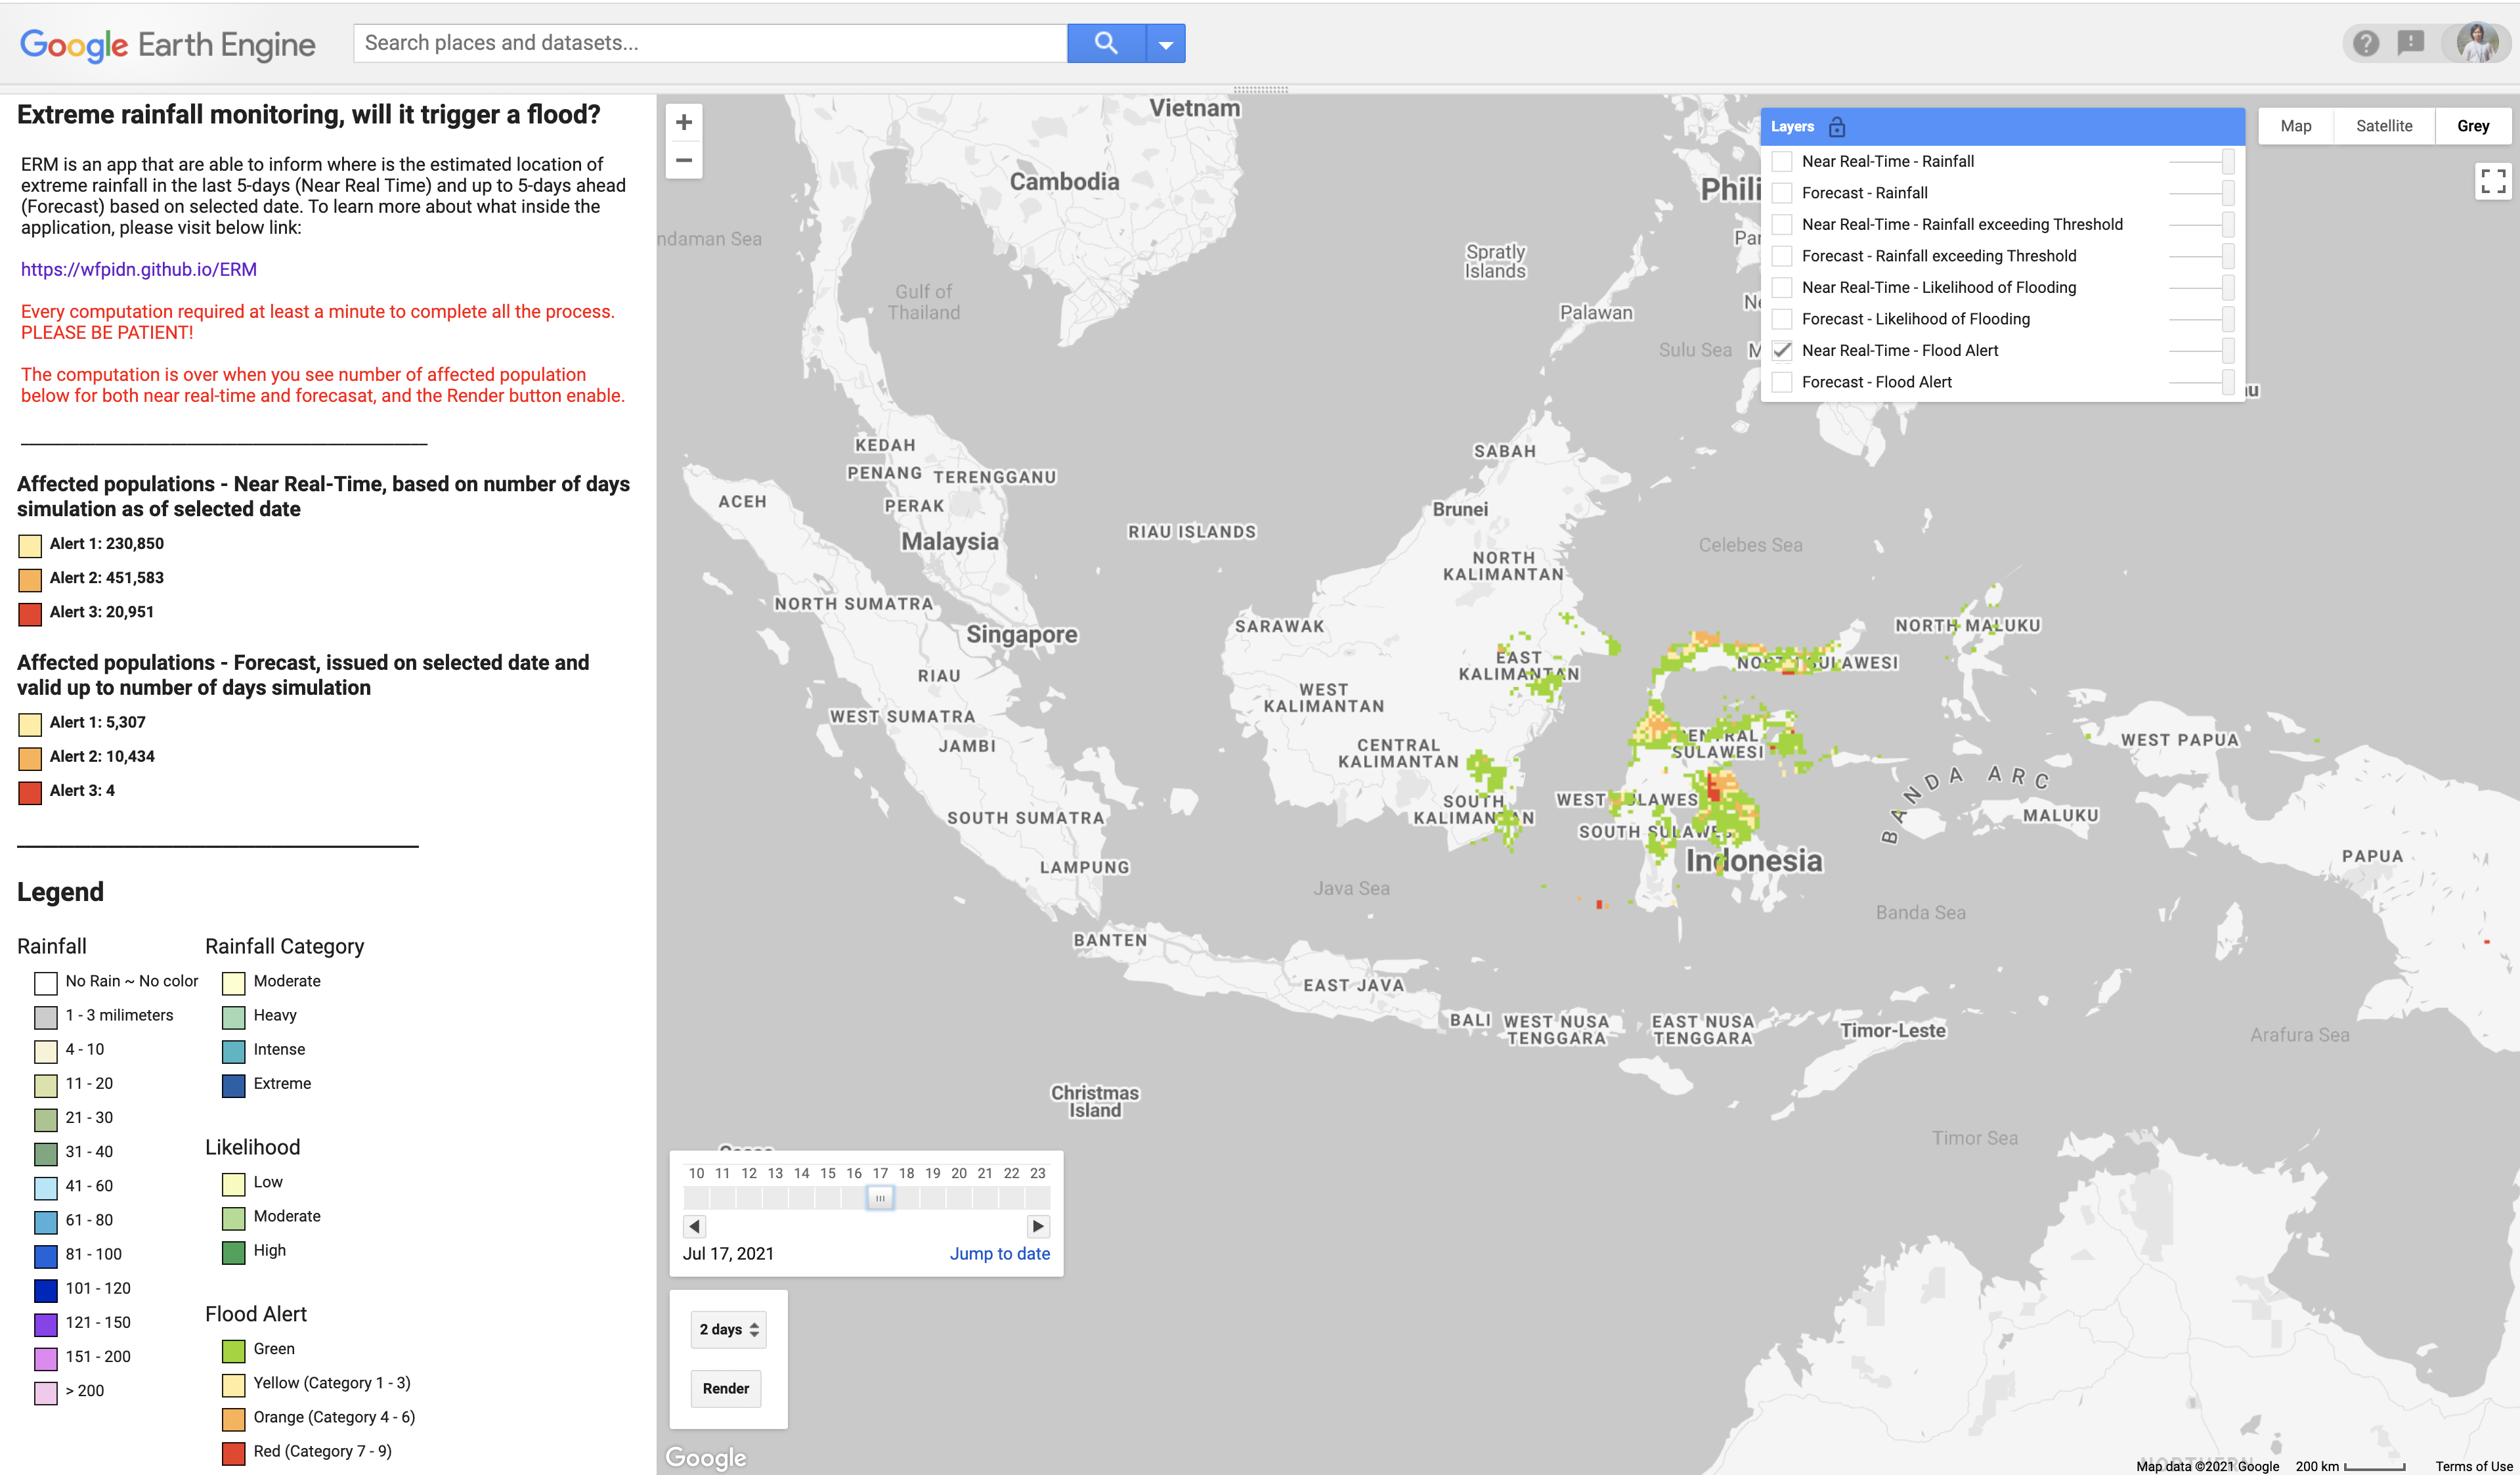 Google Earth Engine
Search places and datasets...
Extreme rainfall monitoring, will it trigger a flood?
ERM is an app that are able to inform where is the estimated location of
extreme rainfall in the last 5-days (Near Real Time) and up to 5-days ahead
(Forecast) based on selected date. To learn more about what inside the
application, please visit below link:
https://wfpidn.github.io/ERM
Every computation required at least a minute to complete all the process.
PLEASE BE PATIENT!
The computation is over when you see number of affected population
below for both near real-time and forecasat, and the Render button enable.
Affected populations - Near Real-Time, based on number of days
simulation as of selected date
Alert 1: 230,850
Alert 2: 451,583
Alert 3: 20,951
Affected populations - Forecast, issued on selected date and
valid up to number of days simulation
Alert 1: 5,307
Alert 2: 10,434
Alert 3: 4
Legend
Rainfall
No Rain ~ No color
1 - 3 milimeters
4 - 10
11 - 20
21 - 30
31 - 40
41 - 60
61 - 80
81 - 100
101 - 120
121 - 150
151 - 200
> 200
Rainfall Category
Moderate
Heavy
Intense
Extreme
Likelihood
Low
Moderate
High
Flood Alert
Green
Yellow (Category 1 - 3)
Orange (Category 4 - 6)
Red (Category 7 - 9)
+
−
Layers
Near Real-Time - Rainfall
Forecast - Rainfall
Near Real-Time - Rainfall exceeding Threshold
Forecast - Rainfall exceeding Threshold
Near Real-Time - Likelihood of Flooding
Forecast - Likelihood of Flooding
Near Real-Time - Flood Alert
Forecast - Flood Alert
Map
Satellite
Grey
Vietnam
Cambodia
Phili
ndaman Sea
Par
Spratly
Islands
Gulf of
Thailand
Ne
Palawan
Sulu Sea
M
au
KEDAH
PENANG
TERENGGANU
SABAH
ACEH
PERAK
Brunei
RIAU ISLANDS
Malaysia
Celebes Sea
NORTH
KALIMANTAN
NORTH SUMATRA
Singapore
SARAWAK
NORTH MALUKU
EAST
KALIMANTAN
NORTH SULAWESI
RIAU
WEST
KALIMANTAN
WEST SUMATRA
JAMBI
CENTRAL
KALIMANTAN
CENTRAL
SULAWESI
WEST PAPUA
BANDA ARC
SOUTH
KALIMANTAN
WEST SULAWESI
SOUTH SUMATRA
MALUKU
SOUTH SULAWESI
Indonesia
PAPUA
LAMPUNG
Java Sea
Banda Sea
BANTEN
EAST JAVA
BALI
WEST NUSA
TENGGARA
EAST NUSA
TENGGARA
Timor-Leste
Arafura Sea
Christmas
Island
Timor Sea
10 11 12 13 14 15 16 17 18 19 20 21 22 23
Jul 17, 2021
Jump to date
2 days
Render
Google
NORTHERN
Map data ©2021 Google
200 km
Terms of Use